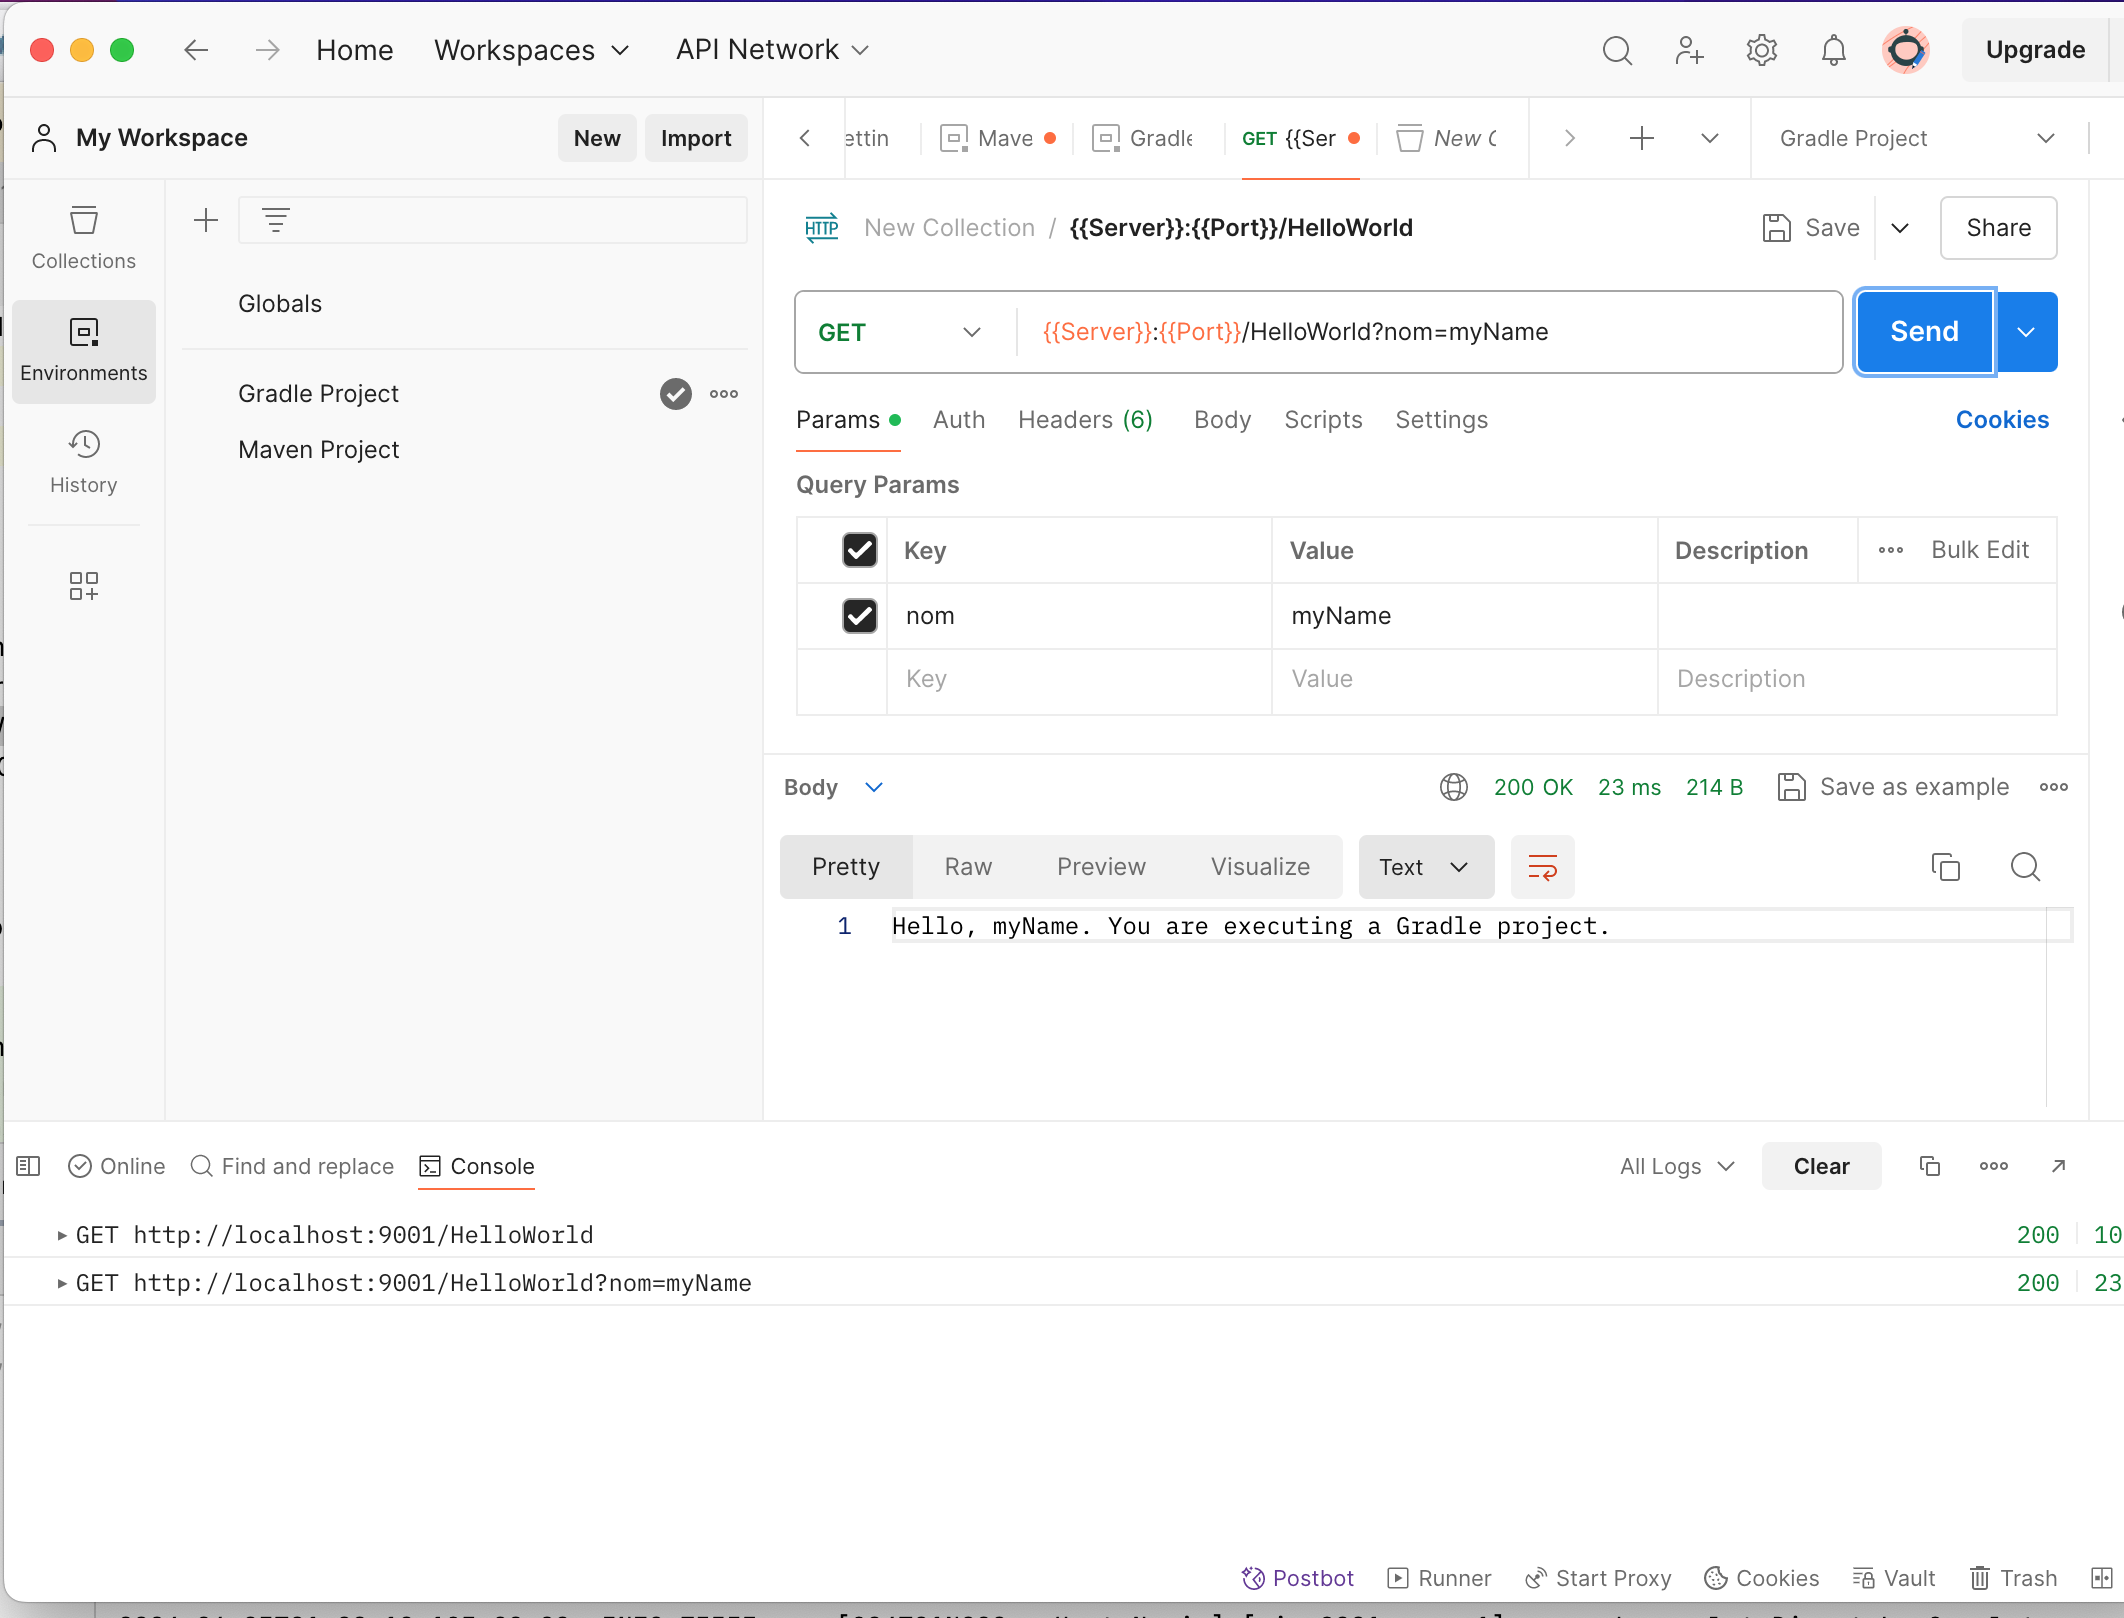 Home Workspaces API Network Upgrade
My Workspace New Import
ettin Mave Gradle GET {{Ser New C Gradle Project
Collections
Environments
History
Globals
Gradle Project
Maven Project
HTTP New Collection / {{Server}}:{{Port}}/HelloWorld Save Share
GET {{Server}}:{{Port}}/HelloWorld?nom=myName Send
Params Auth Headers (6) Body Scripts Settings Cookies
Query Params
Key Value Description Bulk Edit
nom myName
Key Value Description
Body 200 OK 23 ms 214 B Save as example
Pretty Raw Preview Visualize Text
1 Hello, myName. You are executing a Gradle project.
Online Find and replace Console All Logs Clear
GET http://localhost:9001/HelloWorld 200 10
GET http://localhost:9001/HelloWorld?nom=myName 200 23
Postbot Runner Start Proxy Cookies Vault Trash